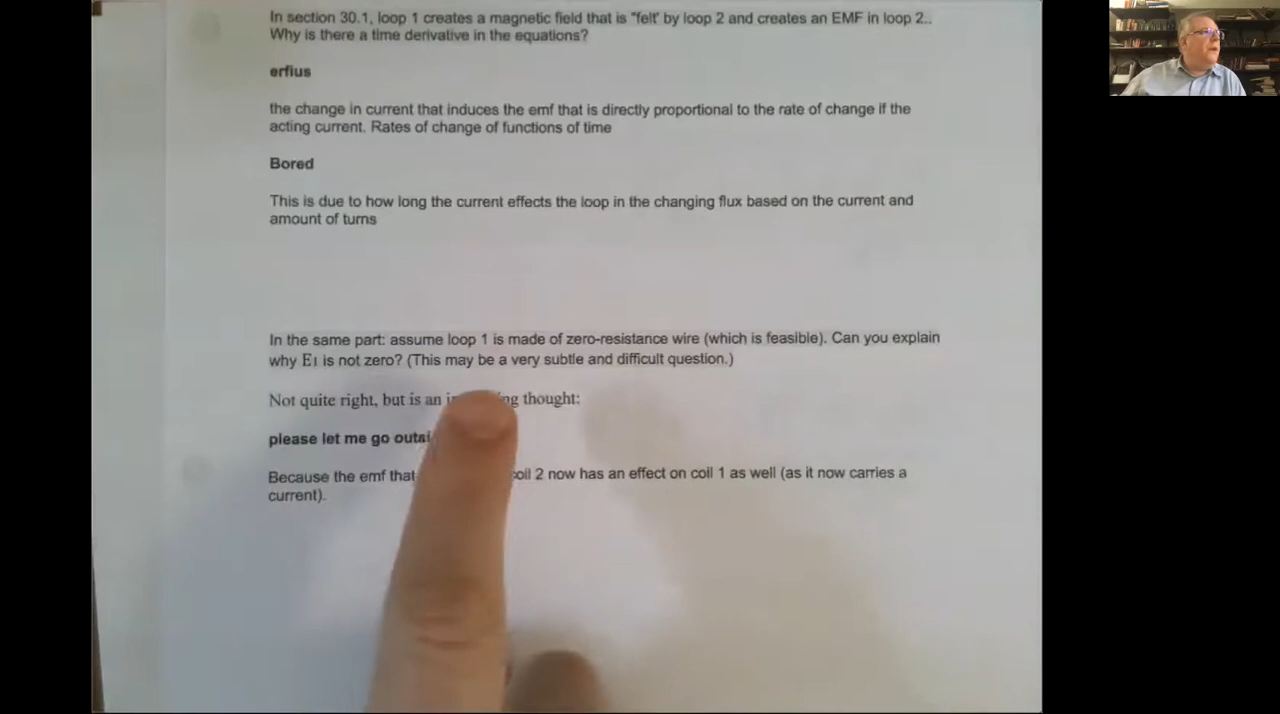 In section 30.1, loop 1 creates a magnetic field that is "felt' by loop 2 and creates an EMF in loop 2..
Why is there a time derivative in the equations?
erfius
the change in current that induces the emf that is directly proportional to the rate of change if the
acting current. Rates of change of functions of time
Bored
This is due to how long the current effects the loop in the changing flux based on the current and
amount of turns
In the same part: assume loop 1 is made of zero-resistance wire (which is feasible). Can you explain
why E1 is not zero? (This may be a very subtle and difficult question.)
Not quite right, but is an thought:
please let me go
Because the emf that 2 now has an effect on coil 1 as well (as it now carries a
current).